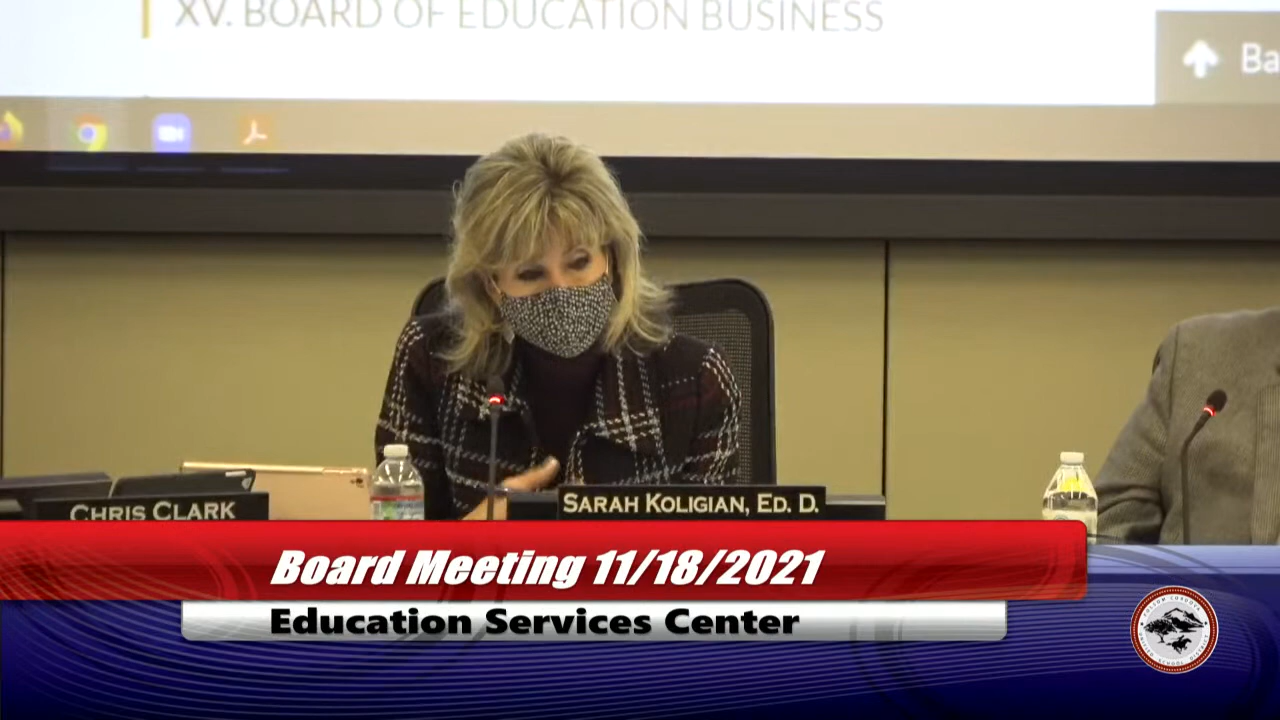 XV. BOARD OF EDUCATION BUSINESS
Ba
CHRIS CLARK
SARAH KOLIGIAN, ED. D.
Board Meeting 11/18/2021
Education Services Center